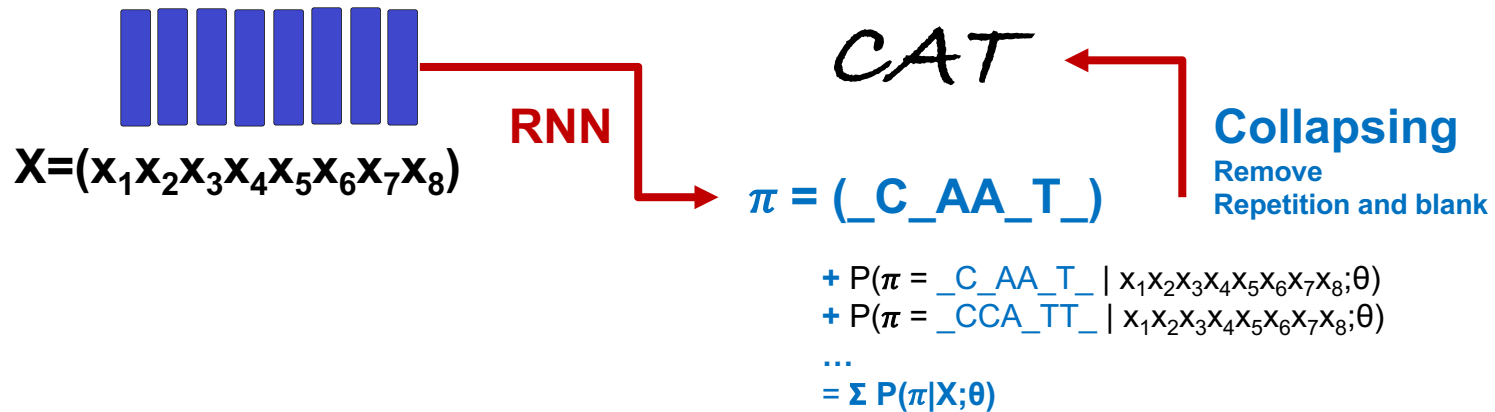 CAT
RNN
Collapsing
Remove
Repetition and blank
X=(x₁x₂x₃x₄x₅x₆x₇x₈)
π = (_C_AA_T_)
+ P(π = _C_AA_T_ | x₁x₂x₃x₄x₅x₆x₇x₈;θ)
+ P(π = _CCA_TT_ | x₁x₂x₃x₄x₅x₆x₇x₈;θ)
...
= Σ P(π|X;θ)